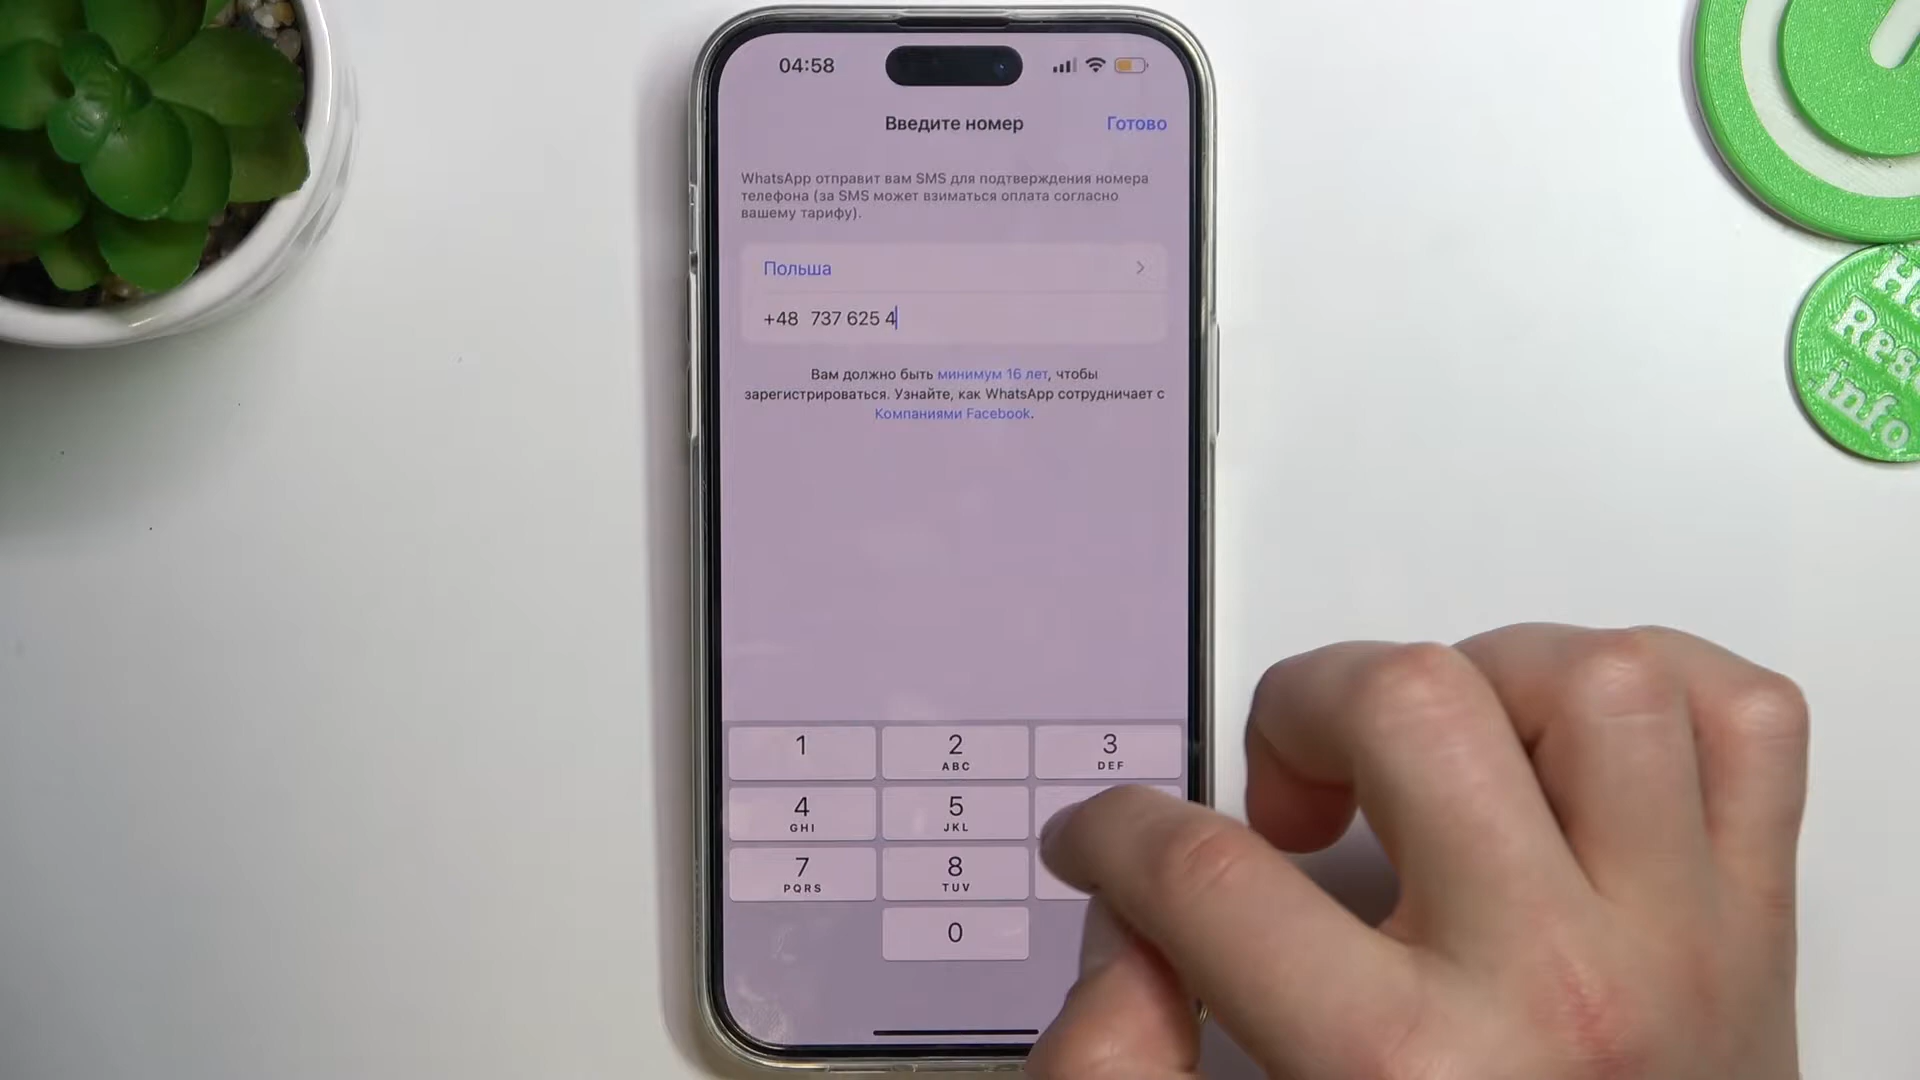 04:58
Введите номер
Готово
WhatsApp отправит вам SMS для подтверждения номера
телефона (за SMS может взиматься оплата согласно
вашему тарифу).
Польша
+48 737 625 4
Вам должно быть минимум 16 лет, чтобы
зарегистрироваться. Узнайте, как WhatsApp сотрудничает с
Компаниями Facebook.
1
2
ABC
3
DEF
4
GHI
5
JKL
7
PQRS
8
TUV
0
.info